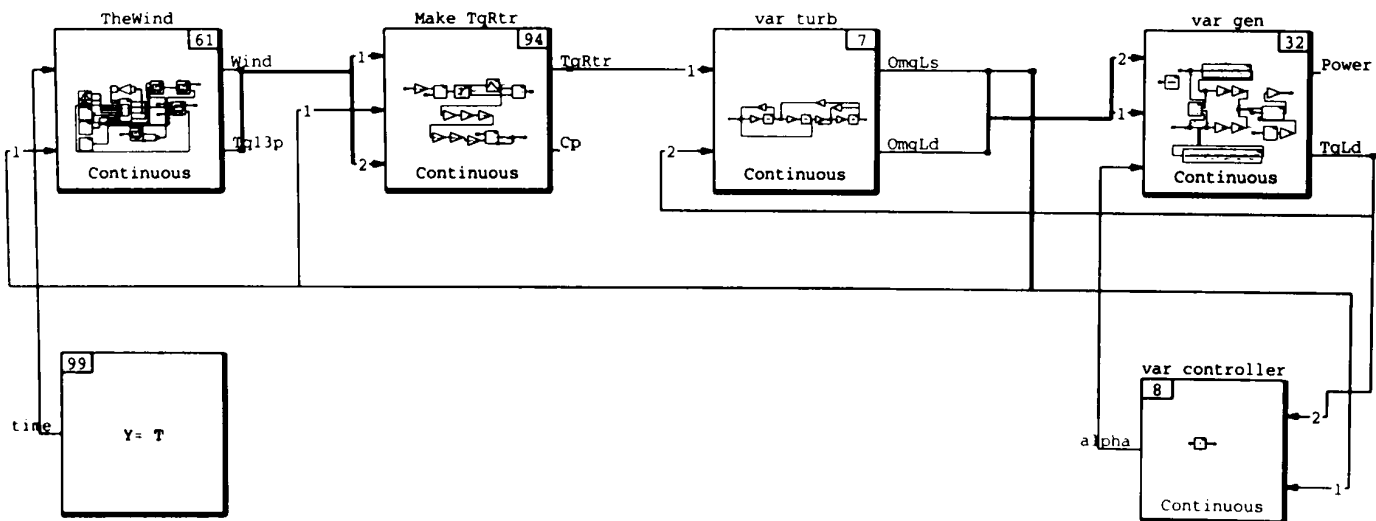 TheWind
Make TqRtr
var turb
var gen
61
94
7
32
Wind
TqRtr
OmgLs
Power
1
1
2
1
1
1
Tql3p
Cp
OmgLd
TqLd
1
2
2
Continuous
Continuous
Continuous
Continuous
99
var controller
8
time
Y= T
2
alpha
1
Continuous